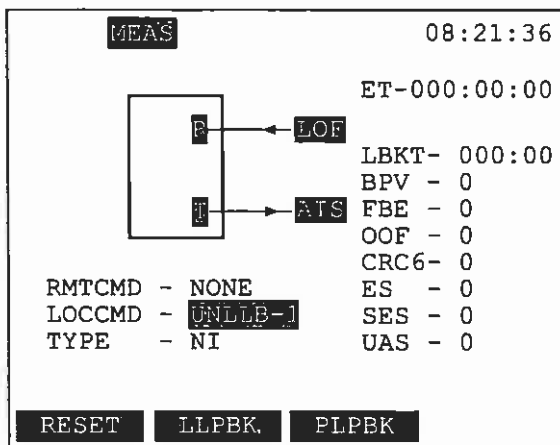 MEAS 08:21:36
ET-000:00:00
R LOF
LBKT- 000:00
BPV - 0
T AIS FBE - 0
OOF - 0
CRC6- 0
RMTCMD - NONE ES - 0
LOCCMD - UNLLB-1 SES - 0
TYPE - NI UAS - 0
RESET LLPBK PLPBK